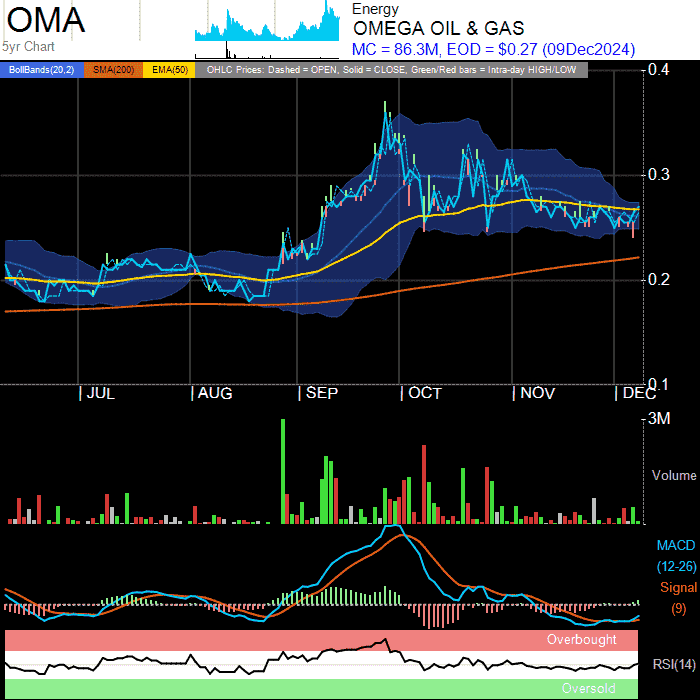 OMA
5yr Chart
Energy
OMEGA OIL & GAS
MC = 86.3M, EOD = $0.27 (09Dec2024)
BollBands(20,2) SMA(200) EMA(50) OHLC Prices: Dashed = OPEN, Solid = CLOSE, Green/Red bars = Intra-day HIGH/LOW
0.4
0.3
0.2
0.1
| JUL | AUG | SEP | OCT | NOV | DEC
3M
Volume
MACD
(12-26)
Signal
(9)
Overbought
RSI(14)
Oversold